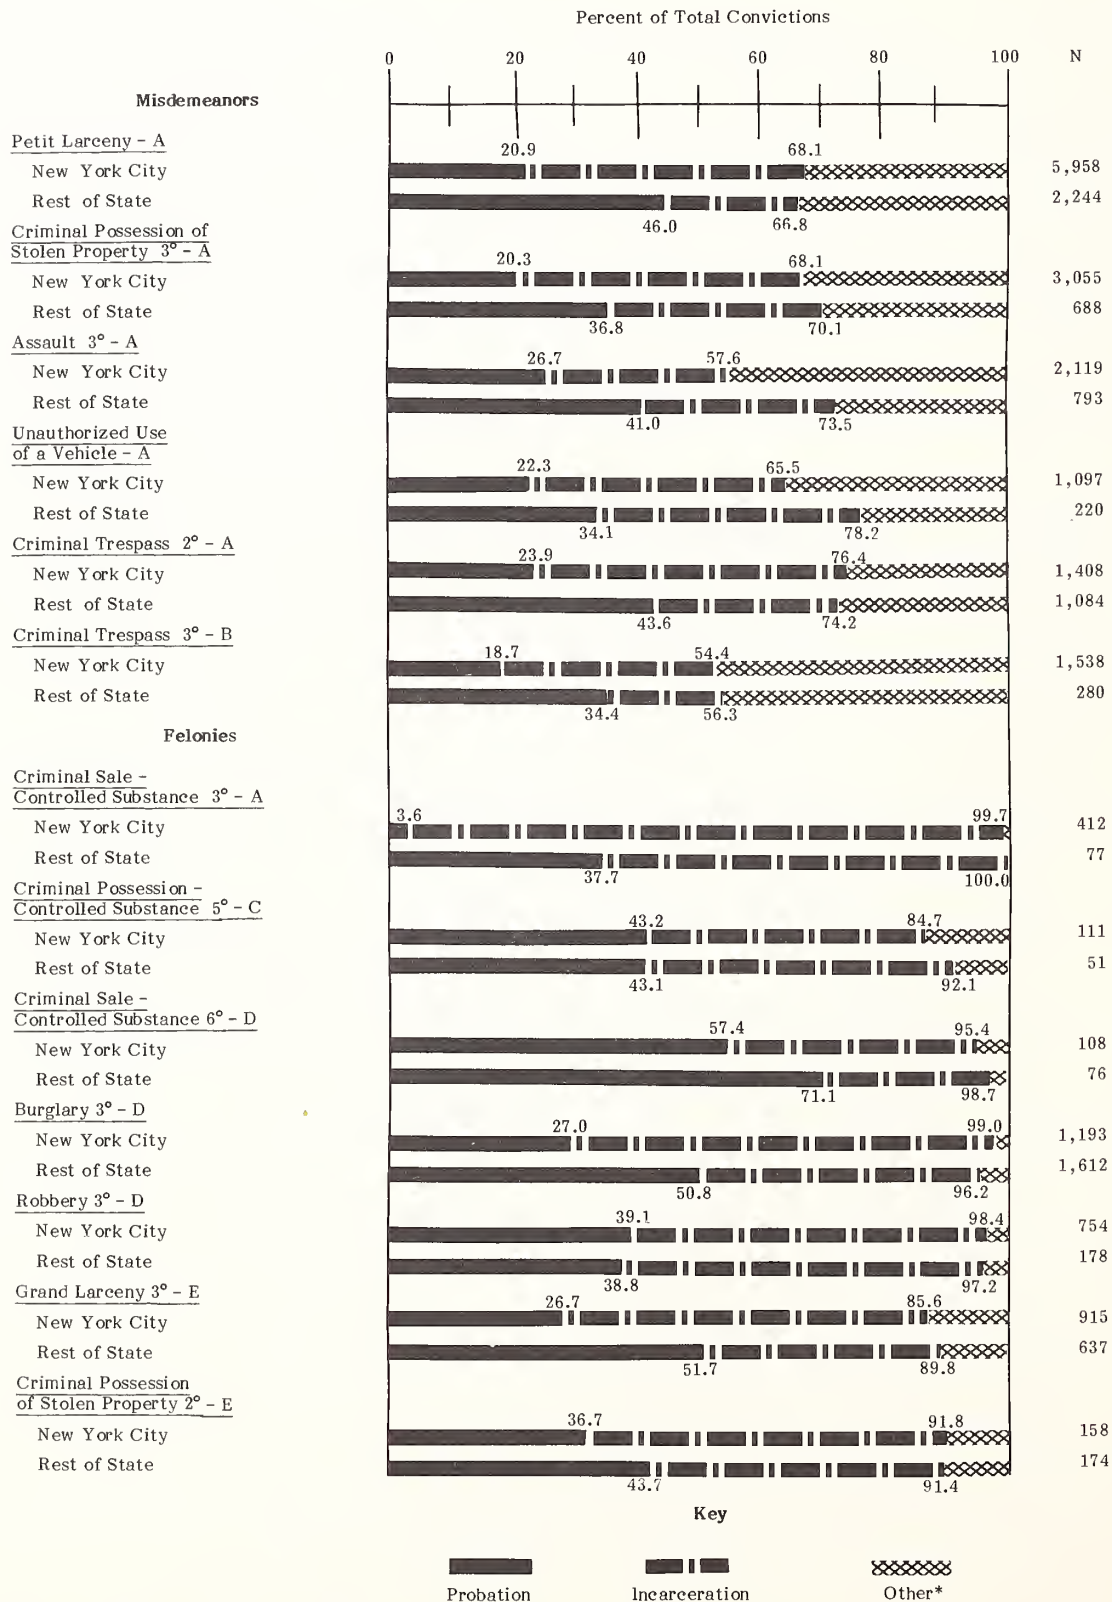 Percent of Total Convictions
0 20 40 60 80 100 N
Misdemeanors
Petit Larceny - A
20.9 68.1
New York City 5,958
Rest of State 2,244
46.0 66.8
Criminal Possession of
Stolen Property 3° - A
20.3 68.1
New York City 3,055
Rest of State 688
36.8 70.1
Assault 3° - A
26.7 57.6
New York City 2,119
Rest of State 793
41.0 73.5
Unauthorized Use
of a Vehicle - A
22.3 65.5
New York City 1,097
Rest of State 220
34.1 78.2
Criminal Trespass 2° - A
23.9 76.4
New York City 1,408
Rest of State 1,084
43.6 74.2
Criminal Trespass 3° - B
18.7 54.4
New York City 1,538
Rest of State 280
34.4 56.3
Felonies
Criminal Sale -
Controlled Substance 3° - A
3.6 99.7
New York City 412
Rest of State 77
37.7 100.0
Criminal Possession -
Controlled Substance 5° - C
43.2 84.7
New York City 111
Rest of State 51
43.1 92.1
Criminal Sale -
Controlled Substance 6° - D
57.4 95.4
New York City 108
Rest of State 76
71.1 98.7
Burglary 3° - D
27.0 99.0
New York City 1,193
Rest of State 1,612
50.8 96.2
Robbery 3° - D
39.1 98.4
New York City 754
Rest of State 178
38.8 97.2
Grand Larceny 3° - E
26.7 85.6
New York City 915
Rest of State 637
51.7 89.8
Criminal Possession
of Stolen Property 2° - E
36.7 91.8
New York City 158
Rest of State 174
43.7 91.4
Key
Probation Incarceration Other*